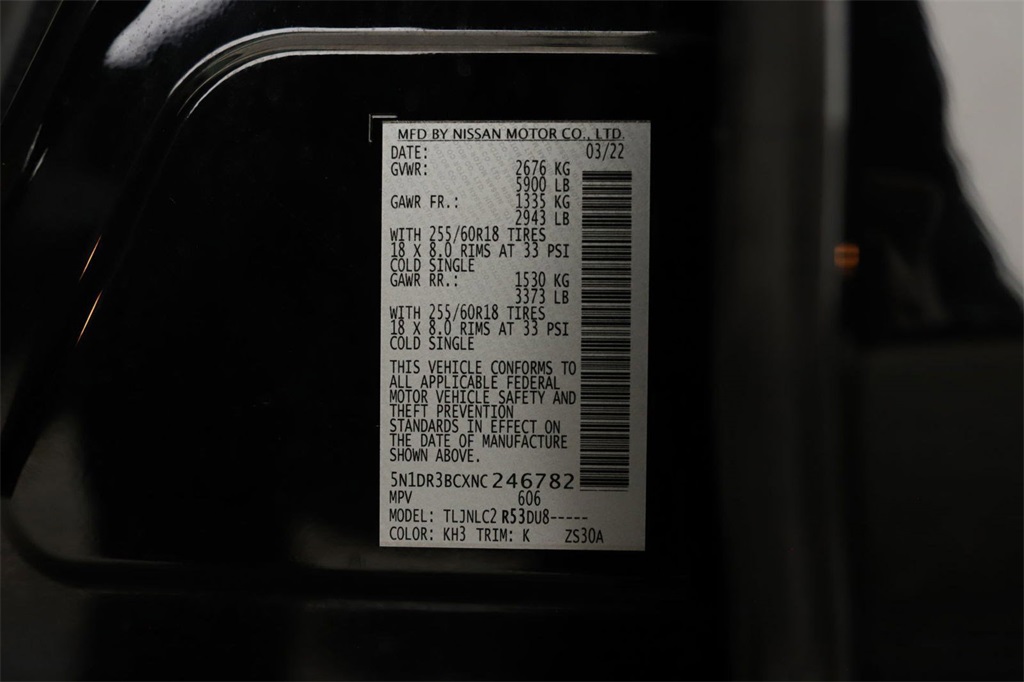 MFD BY NISSAN MOTOR CO., LTD.
DATE: 03/22
GVWR: 2676 KG
5900 LB
GAWR FR.: 1335 KG
2943 LB
WITH 255/60R18 TIRES
18 X 8.0 RIMS AT 33 PSI
COLD SINGLE
GAWR RR.: 1530 KG
3373 LB
WITH 255/60R18 TIRES
18 X 8.0 RIMS AT 33 PSI
COLD SINGLE
THIS VEHICLE CONFORMS TO
ALL APPLICABLE FEDERAL
MOTOR VEHICLE SAFETY AND
THEFT PREVENTION
STANDARDS IN EFFECT ON
THE DATE OF MANUFACTURE
SHOWN ABOVE.
5N1DR3BCXNC246782
MPV 606
MODEL: TLJNLC2 R53DU8-----
COLOR: KH3 TRIM: K ZS30A